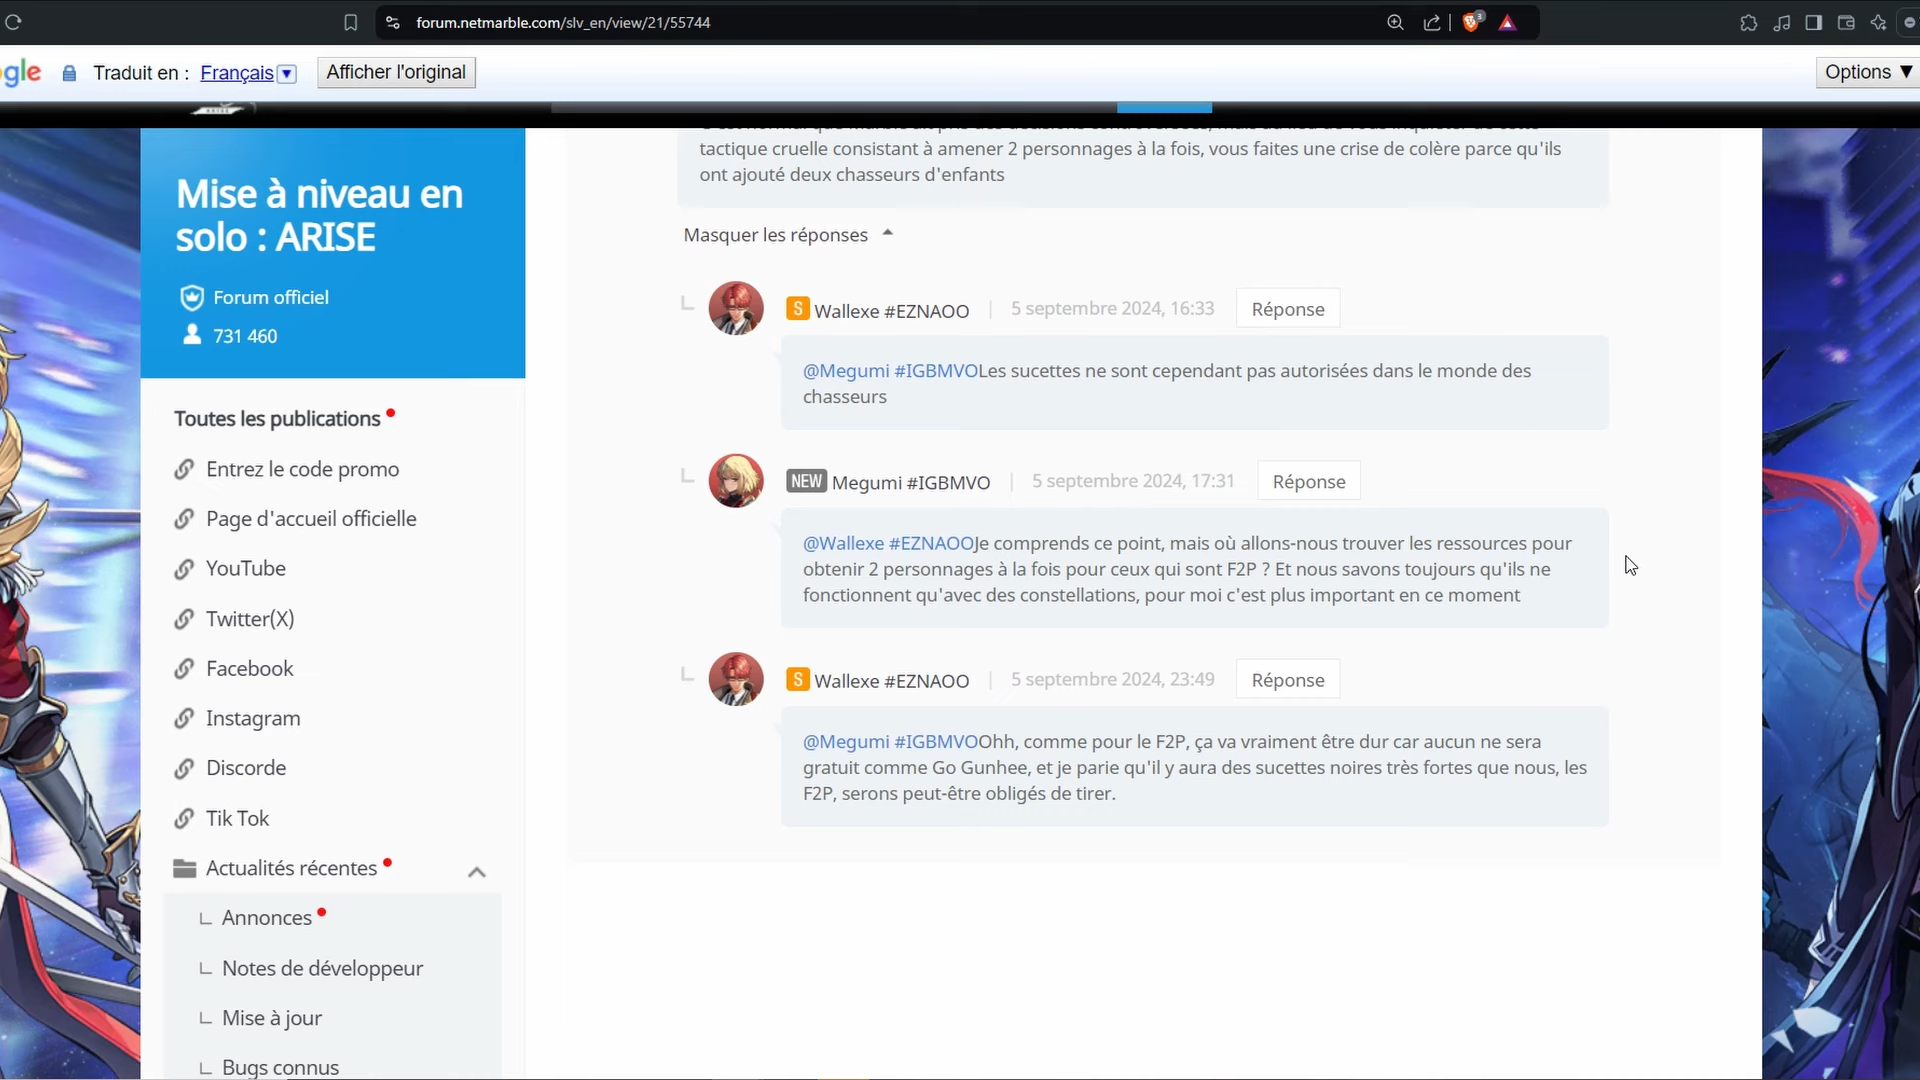 forum.netmarble.com/slv_en/view/21/55744
3
gle
Traduit en :
Français
Afficher l'original
Options ▼
Mise à niveau en
solo : ARISE
Forum officiel
731 460
Toutes les publications
Entrez le code promo
Page d'accueil officielle
YouTube
Twitter(X)
Facebook
Instagram
Discorde
Tik Tok
Actualités récentes
Annonces
Notes de développeur
Mise à jour
Bugs connus
tactique cruelle consistant à amener 2 personnages à la fois, vous faites une crise de colère parce qu'ils
ont ajouté deux chasseurs d'enfants
Masquer les réponses
S Wallexe #EZNAOO | 5 septembre 2024, 16:33 Réponse
@Megumi #IGBMVOLes sucettes ne sont cependant pas autorisées dans le monde des
chasseurs
NEW Megumi #IGBMVO | 5 septembre 2024, 17:31 Réponse
@Wallexe #EZNAOOJe comprends ce point, mais où allons-nous trouver les ressources pour
obtenir 2 personnages à la fois pour ceux qui sont F2P ? Et nous savons toujours qu'ils ne
fonctionnent qu'avec des constellations, pour moi c'est plus important en ce moment
S Wallexe #EZNAOO | 5 septembre 2024, 23:49 Réponse
@Megumi #IGBMVOOhh, comme pour le F2P, ça va vraiment être dur car aucun ne sera
gratuit comme Go Gunhee, et je parie qu'il y aura des sucettes noires très fortes que nous, les
F2P, serons peut-être obligés de tirer.